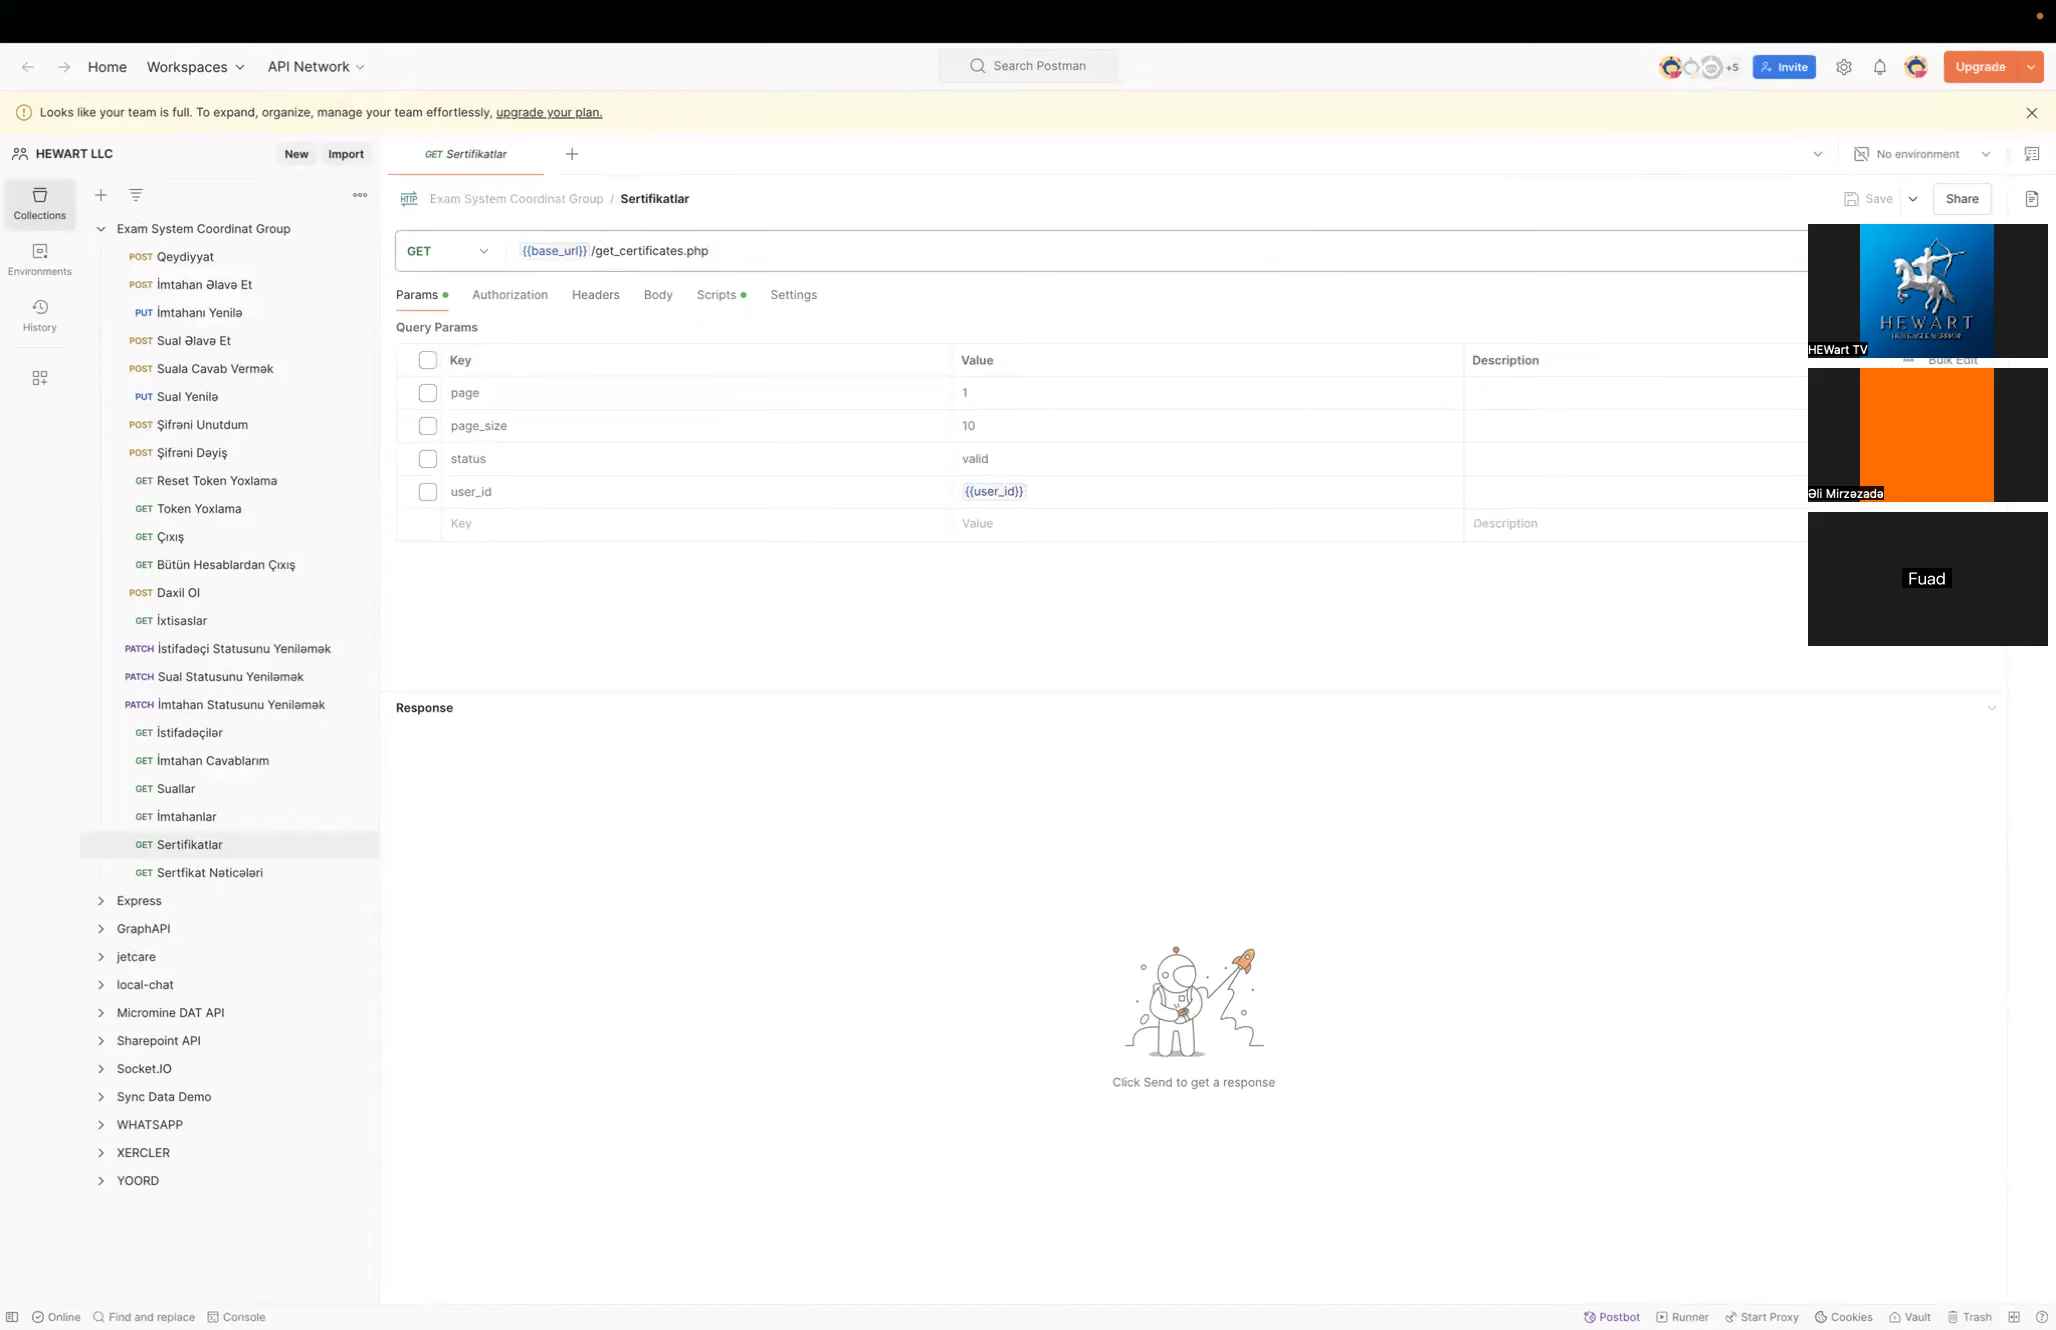 Home Workspaces API Network Search Postman +5 Invite Upgrade
Looks like your team is full. To expand, organize, manage your team effortlessly, upgrade your plan.
HEWART LLC New Import GET Sertifikatlar No environment
Collections
Environments
History
Exam System Coordinat Group
POST Qeydiyyat
POST İmtahan Əlavə Et
PUT İmtahanı Yenilə
POST Sual Əlavə Et
POST Suala Cavab Vermək
PUT Sual Yenilə
POST Şifrəni Unutdum
POST Şifrəni Dəyiş
GET Reset Token Yoxlama
GET Token Yoxlama
GET Çıxış
GET Bütün Hesablardan Çıxış
POST Daxil Ol
GET İxtisaslar
PATCH İstifadəçi Statusunu Yeniləmək
PATCH Sual Statusunu Yeniləmək
PATCH İmtahan Statusunu Yeniləmək
GET İstifadəçilər
GET İmtahan Cavablarım
GET Suallar
GET İmtahanlar
GET Sertifikatlar
GET Sertfikat Nəticələri
Express
GraphAPI
jetcare
local-chat
Micromine DAT API
Sharepoint API
Socket.IO
Sync Data Demo
WHATSAPP
XERCLER
YOORD
HTTP Exam System Coordinat Group / Sertifikatlar Save Share
GET {{base_url}}/get_certificates.php
Params Authorization Headers Body Scripts Settings
Query Params
Key Value Description Bulk Edit
page 1
page_size 10
status valid
user_id {{user_id}}
Key Value Description
HEWART
HEWart TV
Əli Mirzəzadə
Fuad
Response
Click Send to get a response
Online Find and replace Console Postbot Runner Start Proxy Cookies Vault Trash